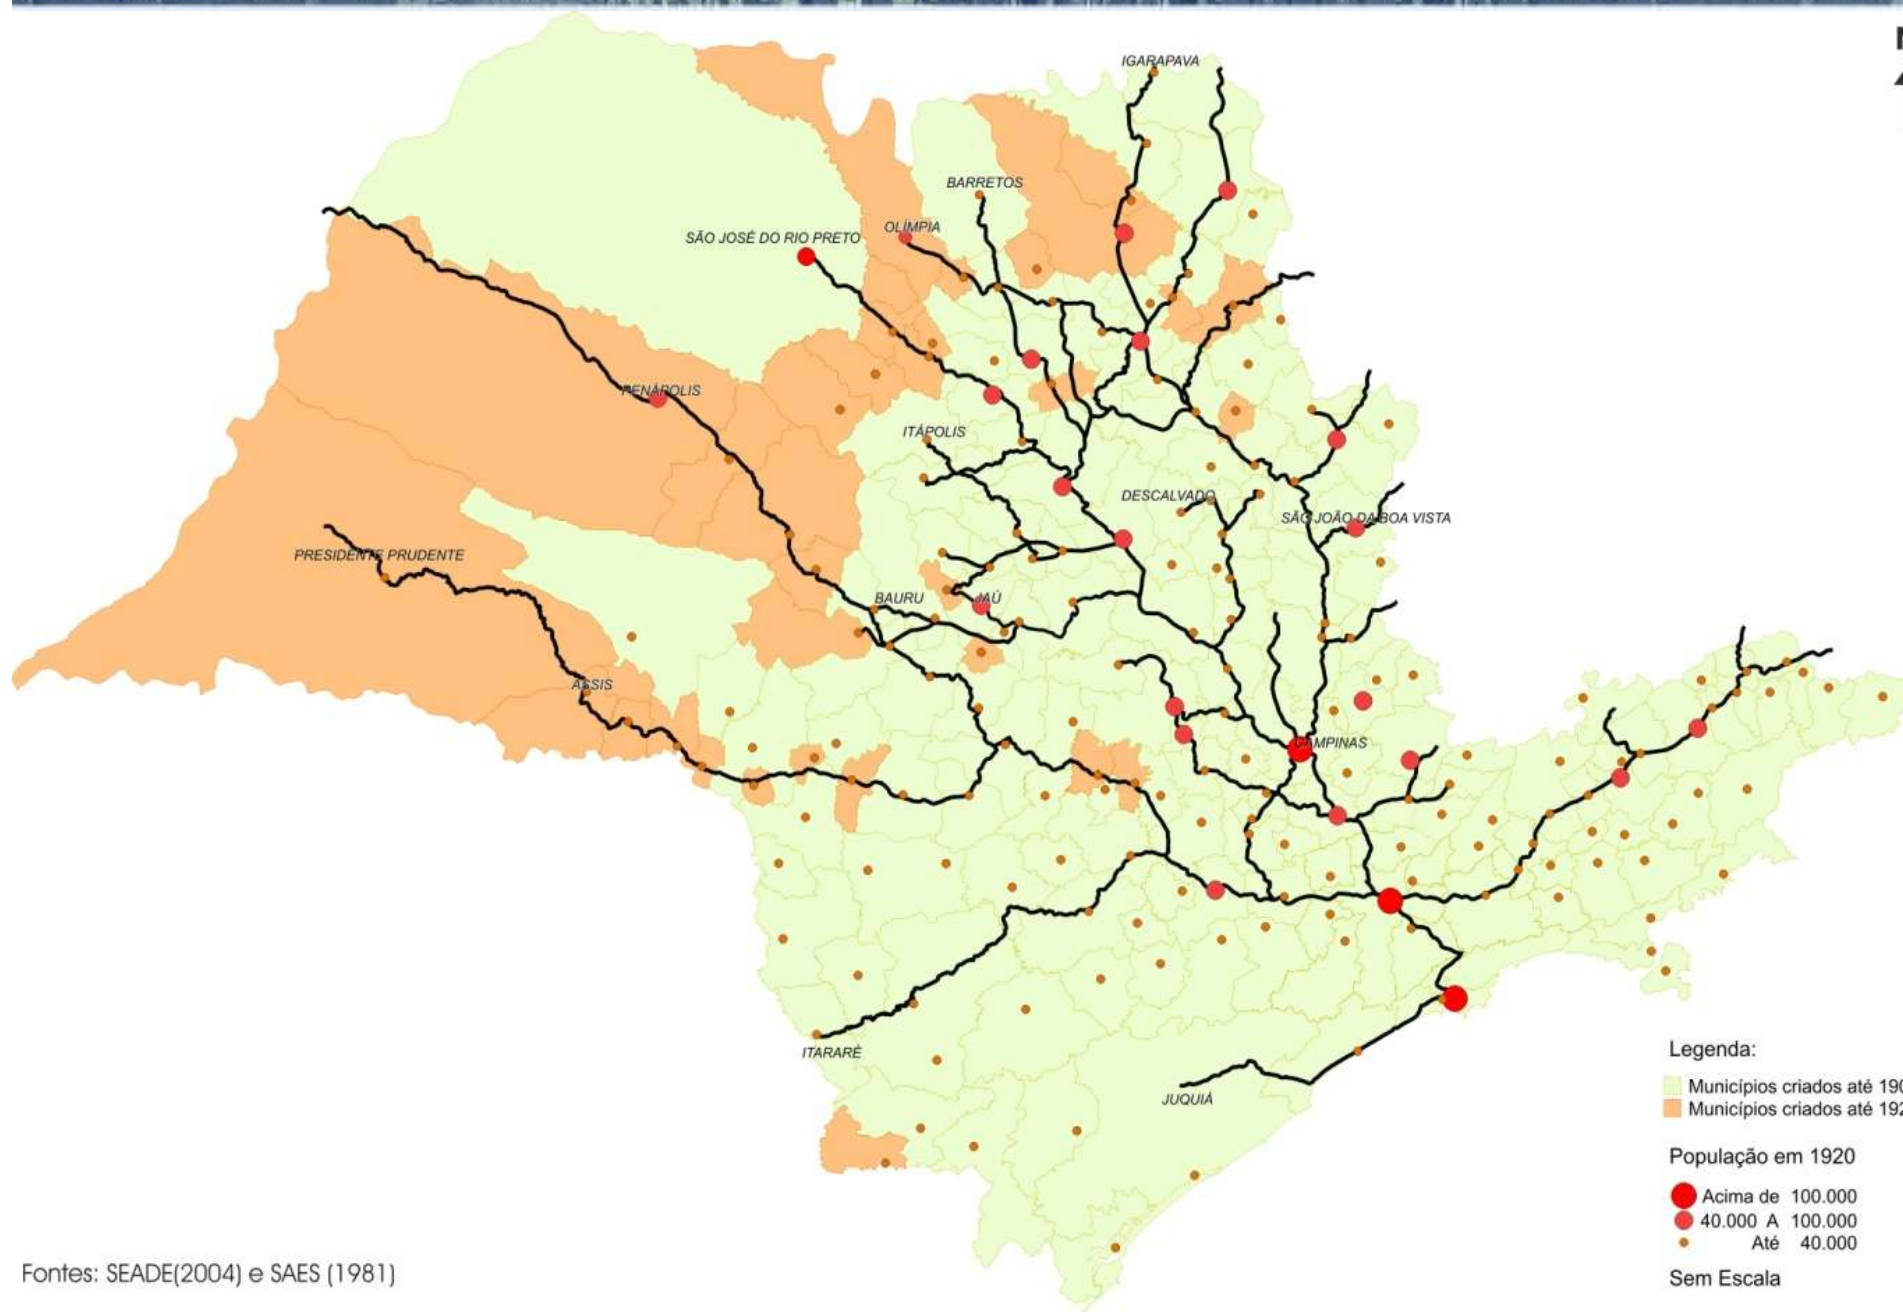 IGARAPAVA
BARRETOS
OLÍMPIA
SÃO JOSÉ DO RIO PRETO
PENÁPOLIS
ITÁPOLIS
DESCALVADO
SÃO JOÃO DA BOA VISTA
PRESIDENTE PRUDENTE
BAURU
JAÚ
ASSIS
CAMPINAS
ITARARÉ
JUQUIÁ
Legenda:
Municípios criados até 190
Municípios criados até 192
População em 1920
Acima de 100.000
40.000 A 100.000
Até 40.000
Sem Escala
Fontes: SEADE(2004) e SAES (1981)